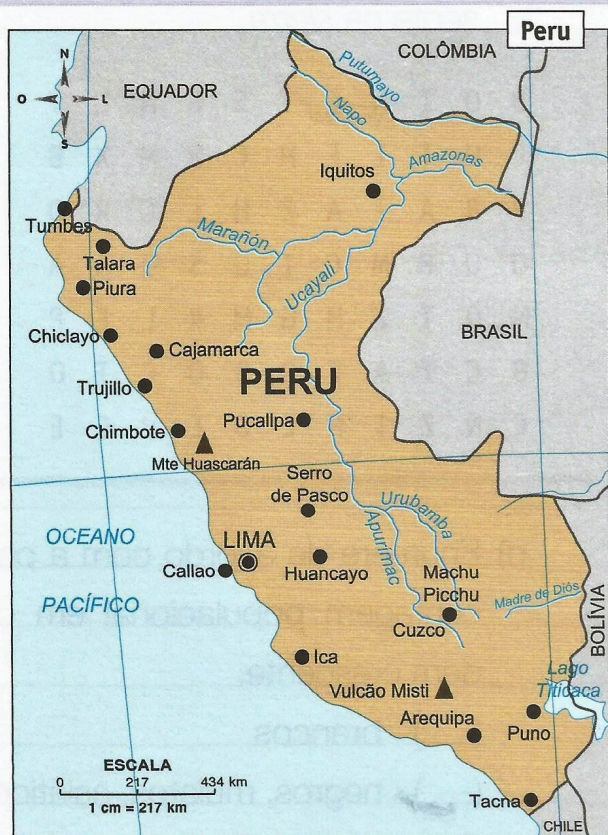 Peru
N
O
L
S
COLÔMBIA
EQUADOR
Putumayo
Napo
Amazonas
Iquitos
Tumbes
Talara
Marañón
Piura
Ucayali
Chiclayo
Cajamarca
BRASIL
Trujillo
PERU
Chimbote
Pucallpa
Mte Huascarán
Serro
de Pasco
Urubamba
Apurímac
OCEANO
PACÍFICO
LIMA
Callao
Huancayo
Machu
Picchu
Madre de Diós
Cuzco
BOLÍVIA
Ica
Vulcão Misti
Lago
Titicaca
Arequipa
Puno
ESCALA
0 217 434 km
1 cm = 217 km
Tacna
CHILE